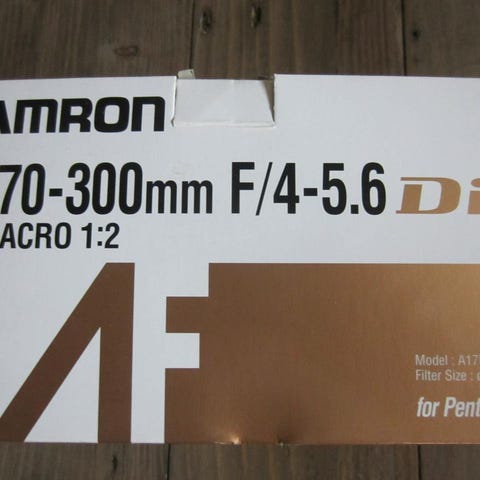 AMRON
70-300mm F/4-5.6 Di
ACRO 1:2
AF
Model : A17
Filter Size :
for Pent